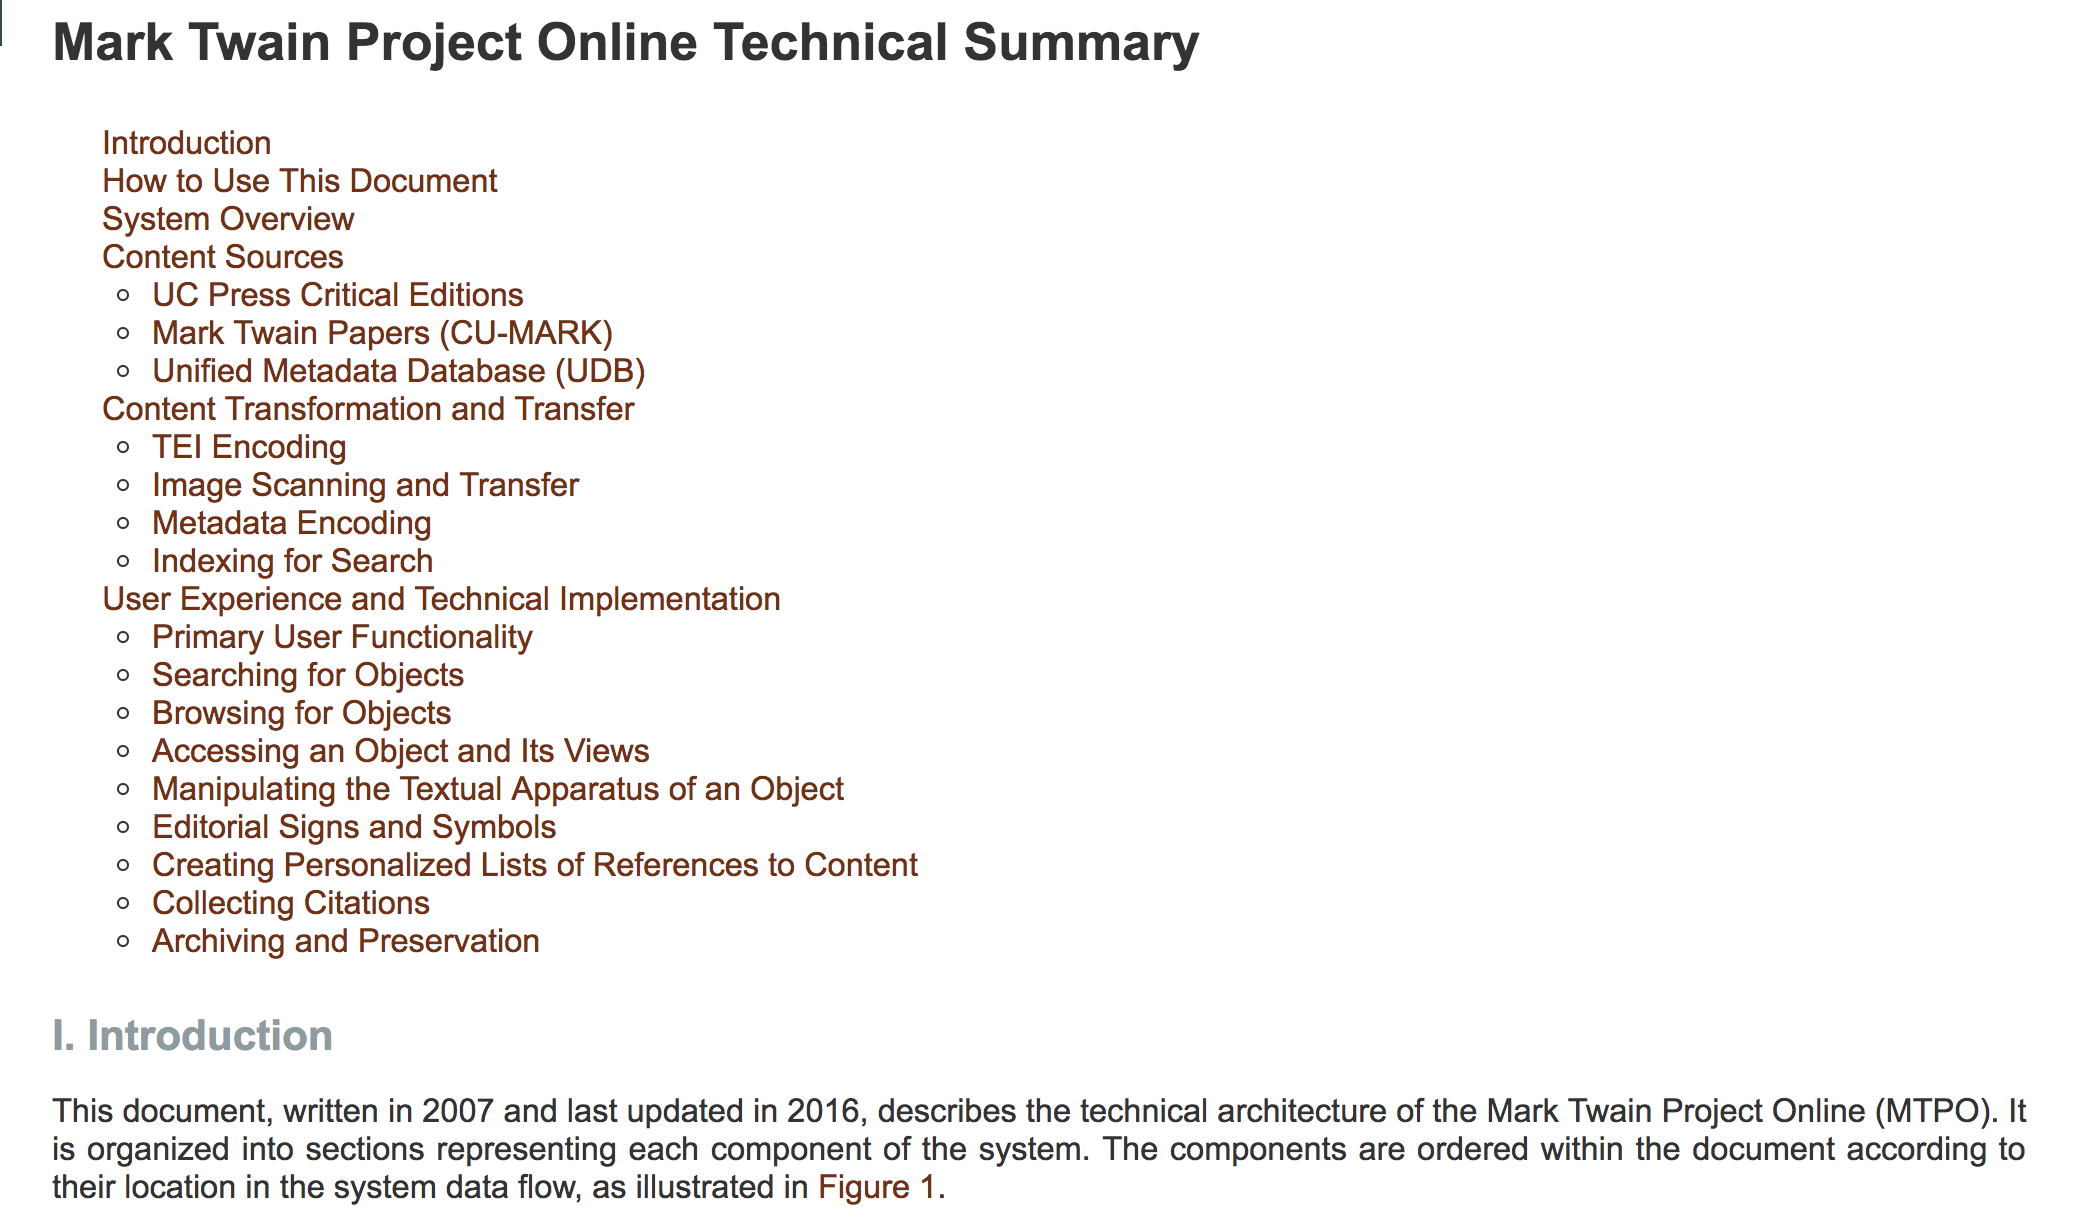 Mark Twain Project Online Technical Summary
Introduction
How to Use This Document
System Overview
Content Sources
UC Press Critical Editions
Mark Twain Papers (CU-MARK)
Unified Metadata Database (UDB)
Content Transformation and Transfer
TEI Encoding
Image Scanning and Transfer
Metadata Encoding
Indexing for Search
User Experience and Technical Implementation
Primary User Functionality
Searching for Objects
Browsing for Objects
Accessing an Object and Its Views
Manipulating the Textual Apparatus of an Object
Editorial Signs and Symbols
Creating Personalized Lists of References to Content
Collecting Citations
Archiving and Preservation
I. Introduction
This document, written in 2007 and last updated in 2016, describes the technical architecture of the Mark Twain Project Online (MTPO). It
is organized into sections representing each component of the system. The components are ordered within the document according to
their location in the system data flow, as illustrated in Figure 1.